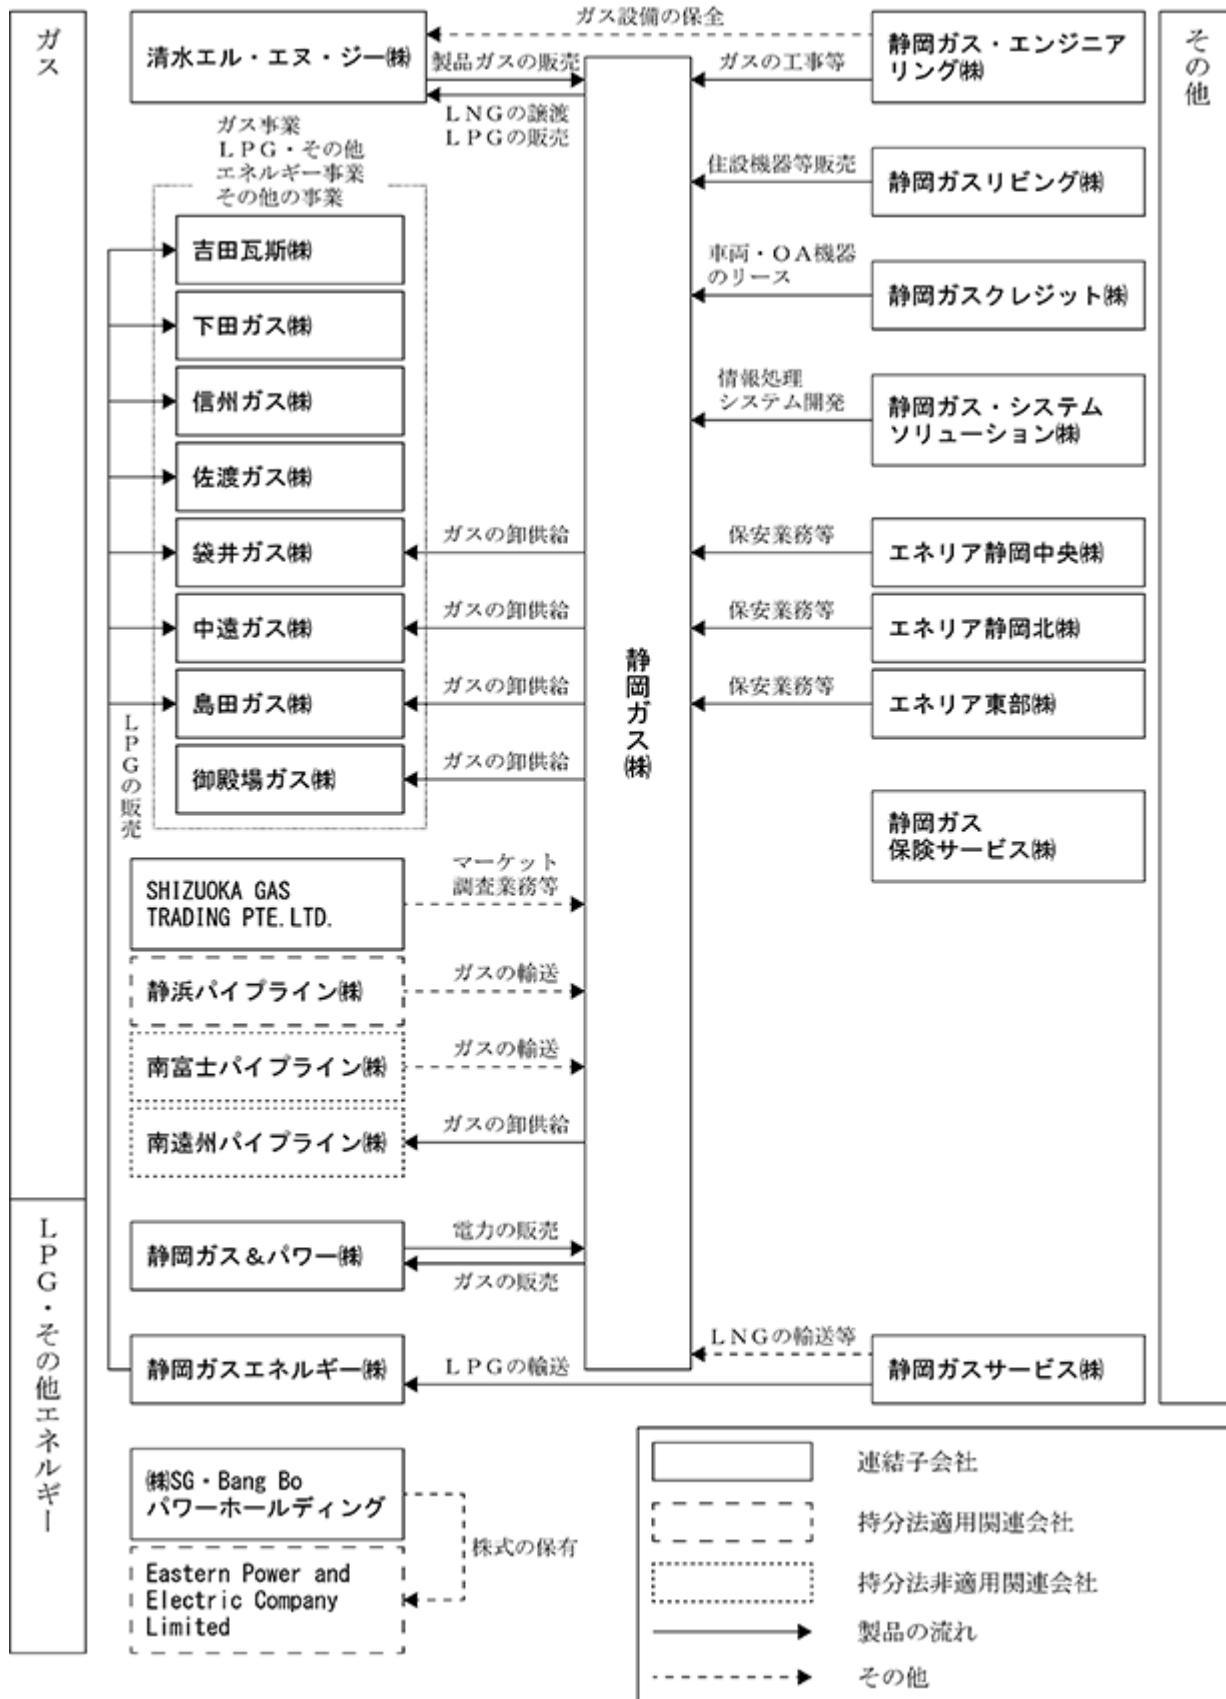 ガス
清水エル・エヌ・ジー㈱
ガス設備の保全
製品ガスの販売
LNGの譲渡
LPGの販売
ガスの工事等
静岡ガス・エンジニア
リング㈱
その他
ガス事業
LPG・その他
エネルギー事業
その他の事業
住設機器等販売
静岡ガスリビング㈱
吉田瓦斯㈱
車両・OA機器
のリース
静岡ガスクレジット㈱
下田ガス㈱
信州ガス㈱
情報処理
システム開発
静岡ガス・システム
ソリューション㈱
佐渡ガス㈱
袋井ガス㈱
ガスの卸供給
保安業務等
エネリア静岡中央㈱
中遠ガス㈱
ガスの卸供給
保安業務等
エネリア静岡北㈱
静岡ガス㈱
島田ガス㈱
ガスの卸供給
保安業務等
エネリア東部㈱
LPGの販売
御殿場ガス㈱
ガスの卸供給
静岡ガス
保険サービス㈱
SHIZUOKA GAS
TRADING PTE.LTD.
マーケット
調査業務等
静浜パイプライン㈱
ガスの輸送
南富士パイプライン㈱
ガスの輸送
南遠州パイプライン㈱
ガスの卸供給
LPG・その他エネルギー
静岡ガス&パワー㈱
電力の販売
ガスの販売
静岡ガスエネルギー㈱
LNGの輸送等
LPGの輸送
静岡ガスサービス㈱
㈱SG・Bang Bo
パワーホールディング
株式の保有
Eastern Power and
Electric Company
Limited
連結子会社
持分法適用関連会社
持分法非適用関連会社
製品の流れ
その他